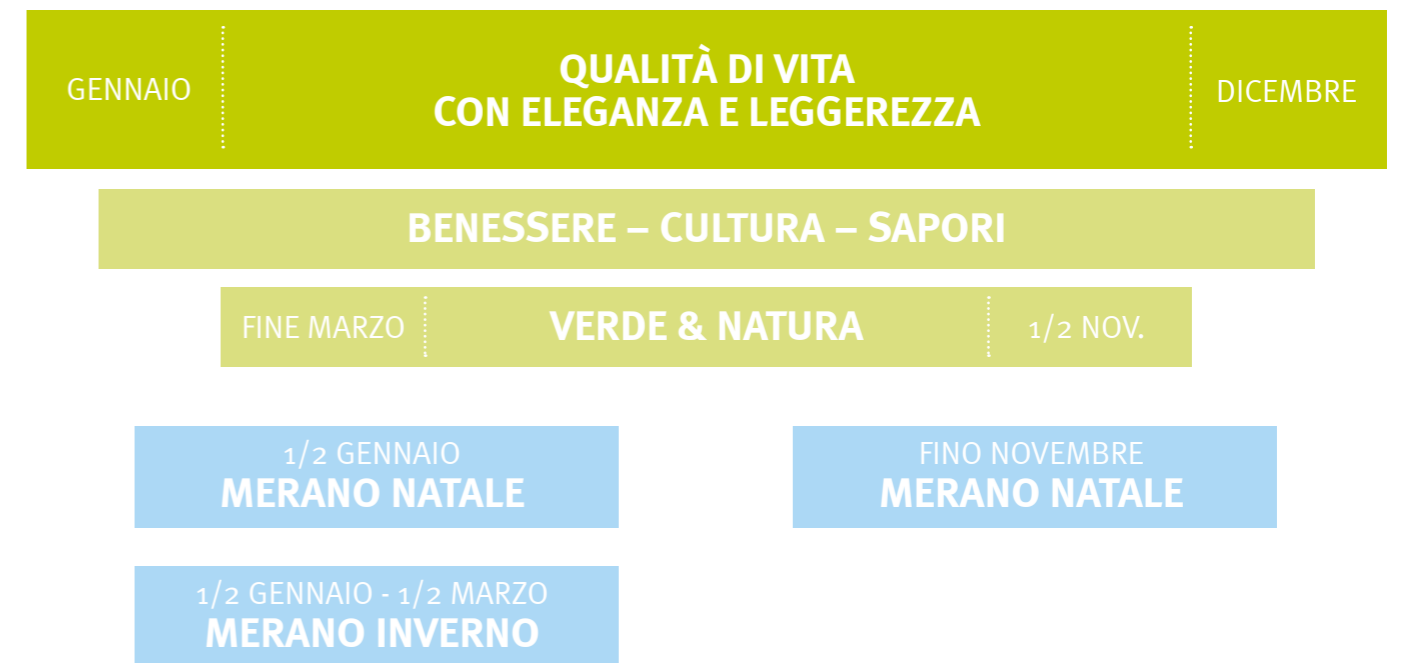 GENNAIO
QUALITÀ DI VITA
CON ELEGANZA E LEGGEREZZA
DICEMBRE
BENESSERE – CULTURA – SAPORI
FINE MARZO
VERDE & NATURA
1/2 NOV.
1/2 GENNAIO
MERANO NATALE
FINO NOVEMBRE
MERANO NATALE
1/2 GENNAIO - 1/2 MARZO
MERANO INVERNO